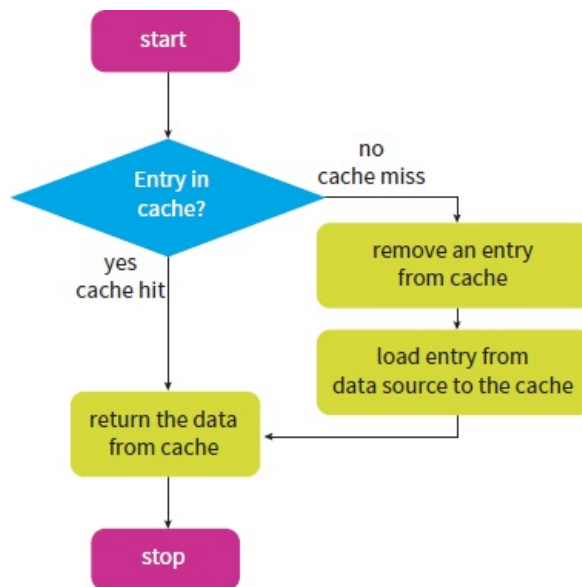 start
Entry in
cache?
no
cache miss
yes
cache hit
remove an entry
from cache
load entry from
data source to the cache
return the data
from cache
stop